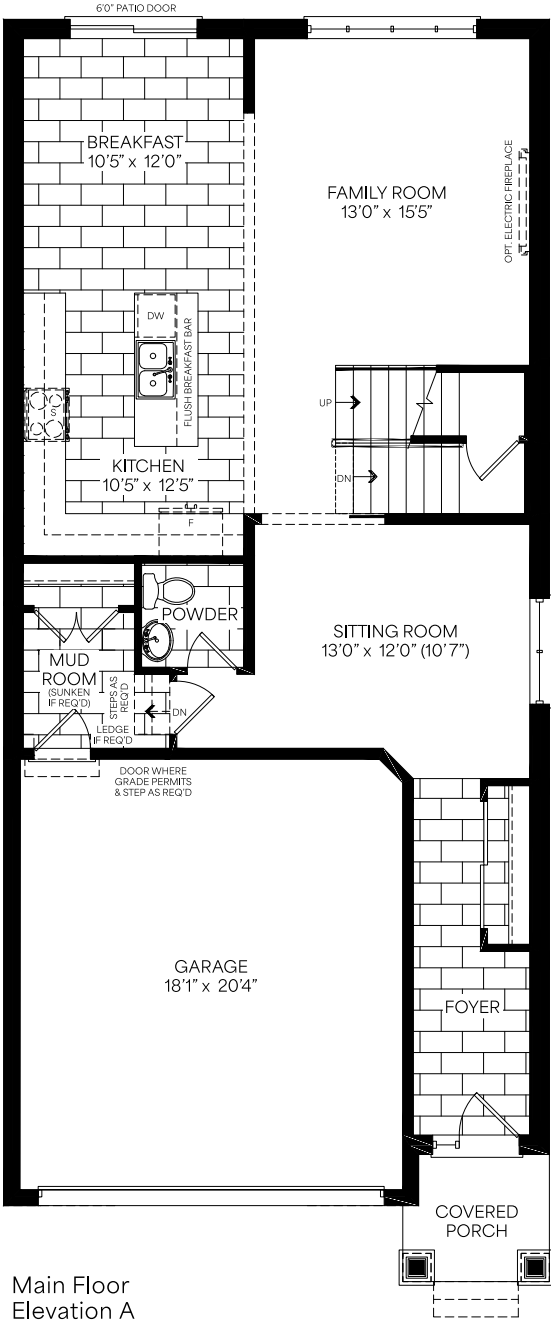 6'0" PATIO DOOR
BREAKFAST
10'5" x 12'0"
FAMILY ROOM
13'0" x 15'5"
OPT. ELECTRIC FIREPLACE
DW
FLUSH BREAKFAST BAR
S
UP
DN
KITCHEN
10'5" x 12'5"
F
POWDER
SITTING ROOM
13'0" x 12'0" (10'7")
MUD
ROOM
(SUNKEN
IF REQ'D)
STEPS AS
REQ'D
DN
LEDGE
IF REQ'D
DOOR WHERE
GRADE PERMITS
& STEP AS REQ'D
GARAGE
18'1" x 20'4"
FOYER
COVERED
PORCH
Main Floor
Elevation A